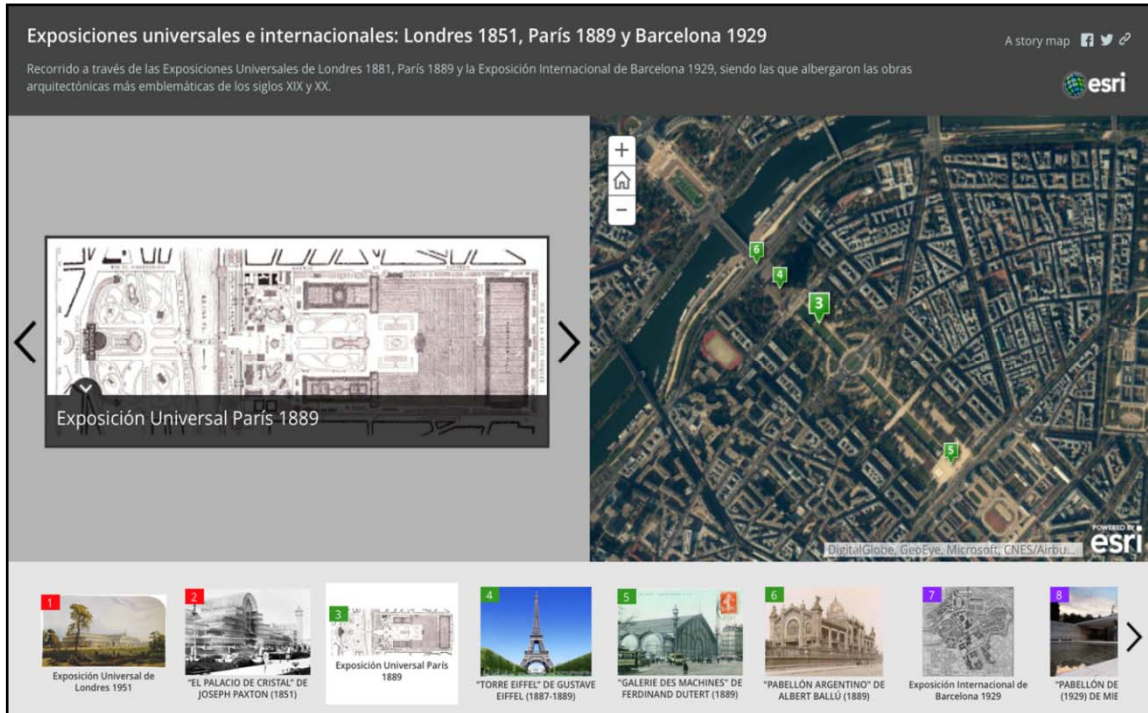 Exposiciones universales e internacionales: Londres 1851, París 1889 y Barcelona 1929
A story map
Recorrido a través de las Exposiciones Universales de Londres 1881, París 1889 y la Exposición Internacional de Barcelona 1929, siendo las que albergaron las obras
arquitectónicas más emblemáticas de los siglos XIX y XX.
esri
6
4
3
5
Exposición Universal París 1889
POWERED BY
esri
DigitalGlobe, GeoEye, Microsoft, CNES/Airbu...
1
Exposición Universal de
Londres 1951
2
"EL PALACIO DE CRISTAL" DE
JOSEPH PAXTON (1851)
3
Exposición Universal París
1889
4
"TORRE EIFFEL" DE GUSTAVE
EIFFEL (1887-1889)
5
"GALERIE DES MACHINES" DE
FERDINAND DUTERT (1889)
6
"PABELLÓN ARGENTINO" DE
ALBERT BALLÚ (1889)
7
Exposición Internacional de
Barcelona 1929
8
"PABELLÓN DE
(1929) DE MIE